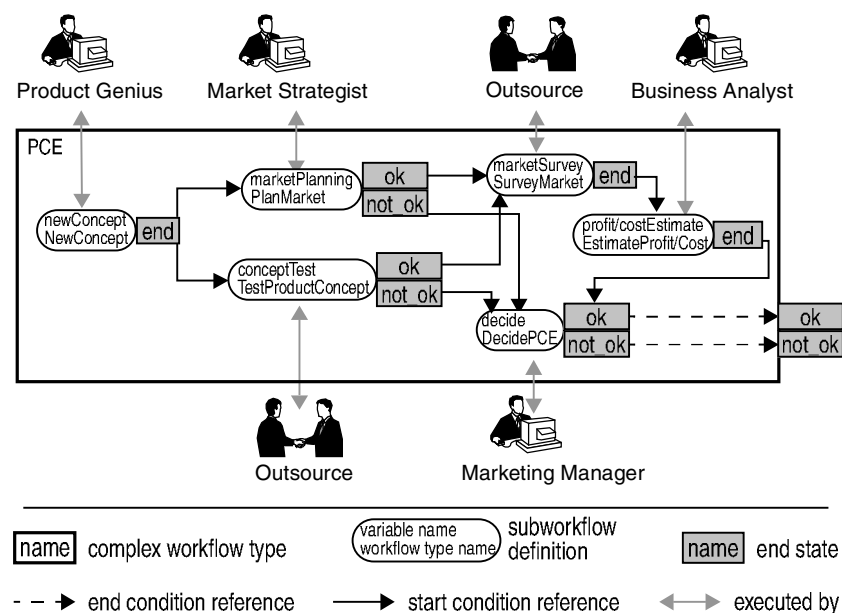 Product Genius
Market Strategist
Outsource
Business Analyst
PCE
newConcept
NewConcept
end
marketPlanning
PlanMarket
ok
not_ok
marketSurvey
SurveyMarket
end
profit/costEstimate
EstimateProfit/Cost
end
conceptTest
TestProductConcept
ok
not_ok
decide
DecidePCE
ok
not_ok
ok
not_ok
Outsource
Marketing Manager
name
complex workflow type
variable name
workflow type name
subworkflow
definition
name
end state
end condition reference
start condition reference
executed by